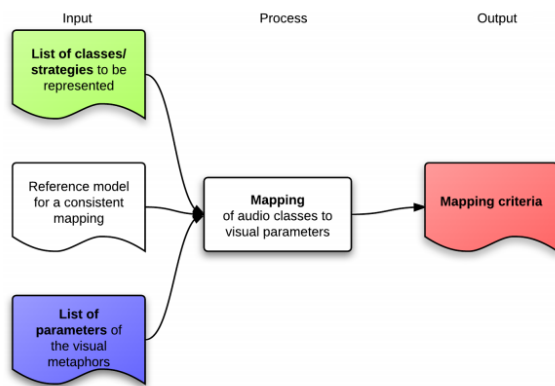 Input
Process
Output
List of classes/
strategies to be
represented
Reference model
for a consistent
mapping
List of
parameters of
the visual
metaphors
Mapping
of audio classes to
visual parameters
Mapping criteria